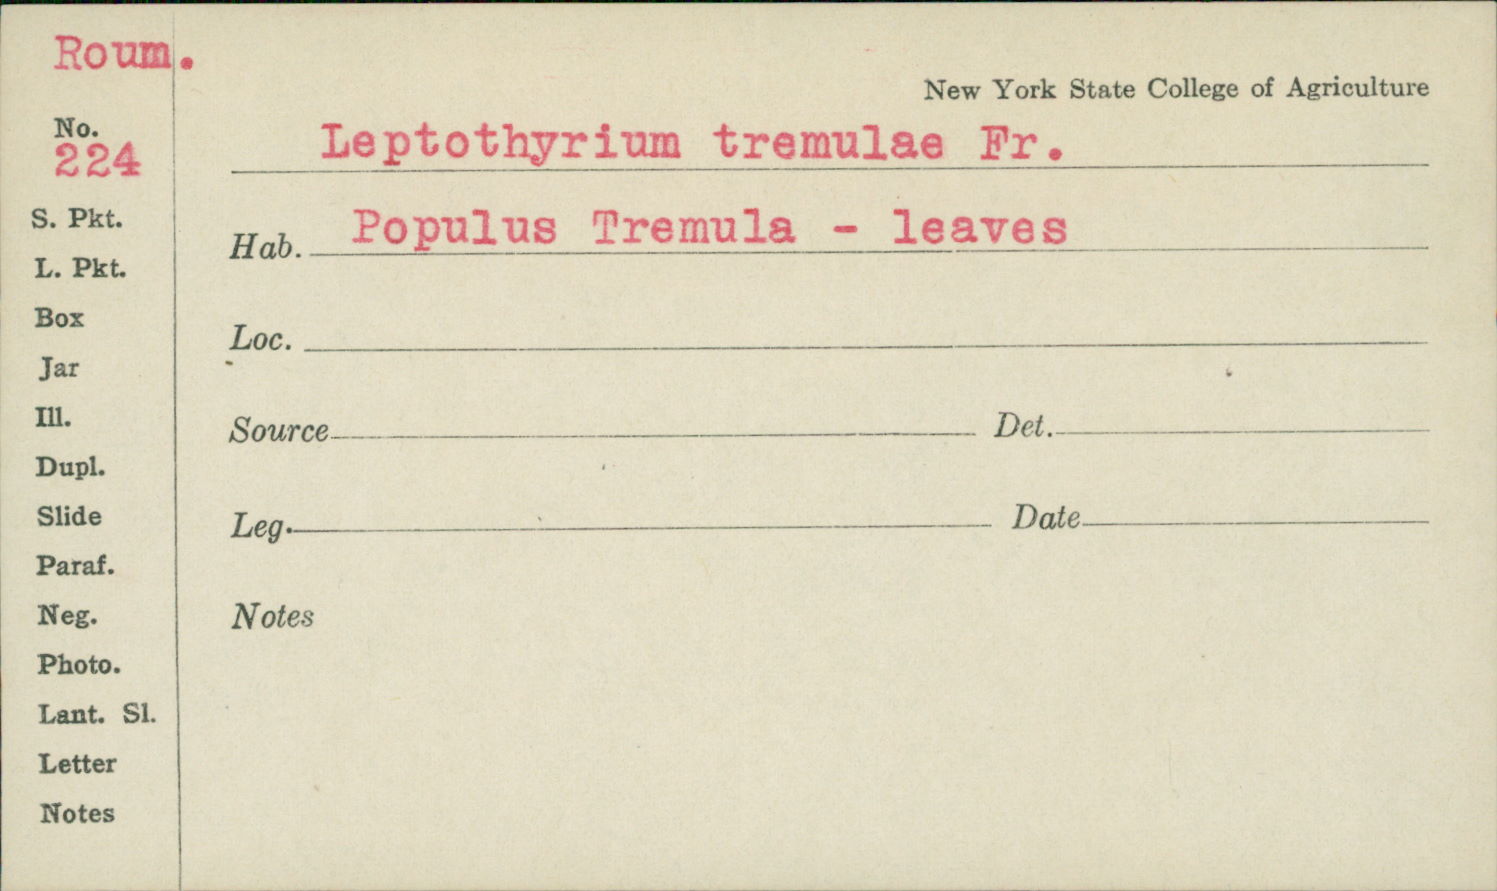 Roum.
New York State College of Agriculture
No.
224
Leptothyrium tremulae Fr.
S. Pkt.
Hab. Populus Tremula - leaves
L. Pkt.
Box
Loc.
Jar
Ill.
Source Det.
Dupl.
Slide
Leg. Date
Paraf.
Neg.
Notes
Photo.
Lant. Sl.
Letter
Notes